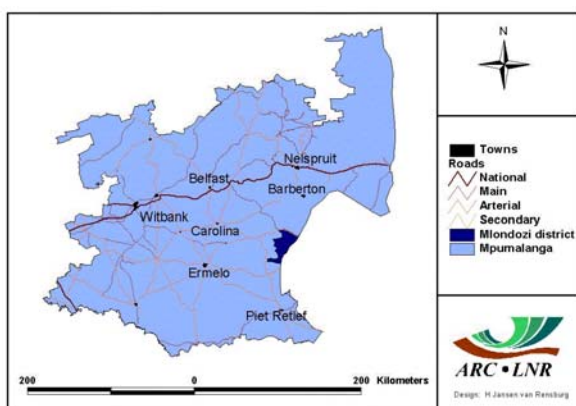 N
Nelspruit
Belfast
Barberton
Witbank
Carolina
Ermelo
Piet Retief
200 0 200 Kilometers
Towns
Roads
National
Main
Arterial
Secondary
Mlondozi district
Mpumalanga
ARC • LNR
Design: H Jansen van Rensburg